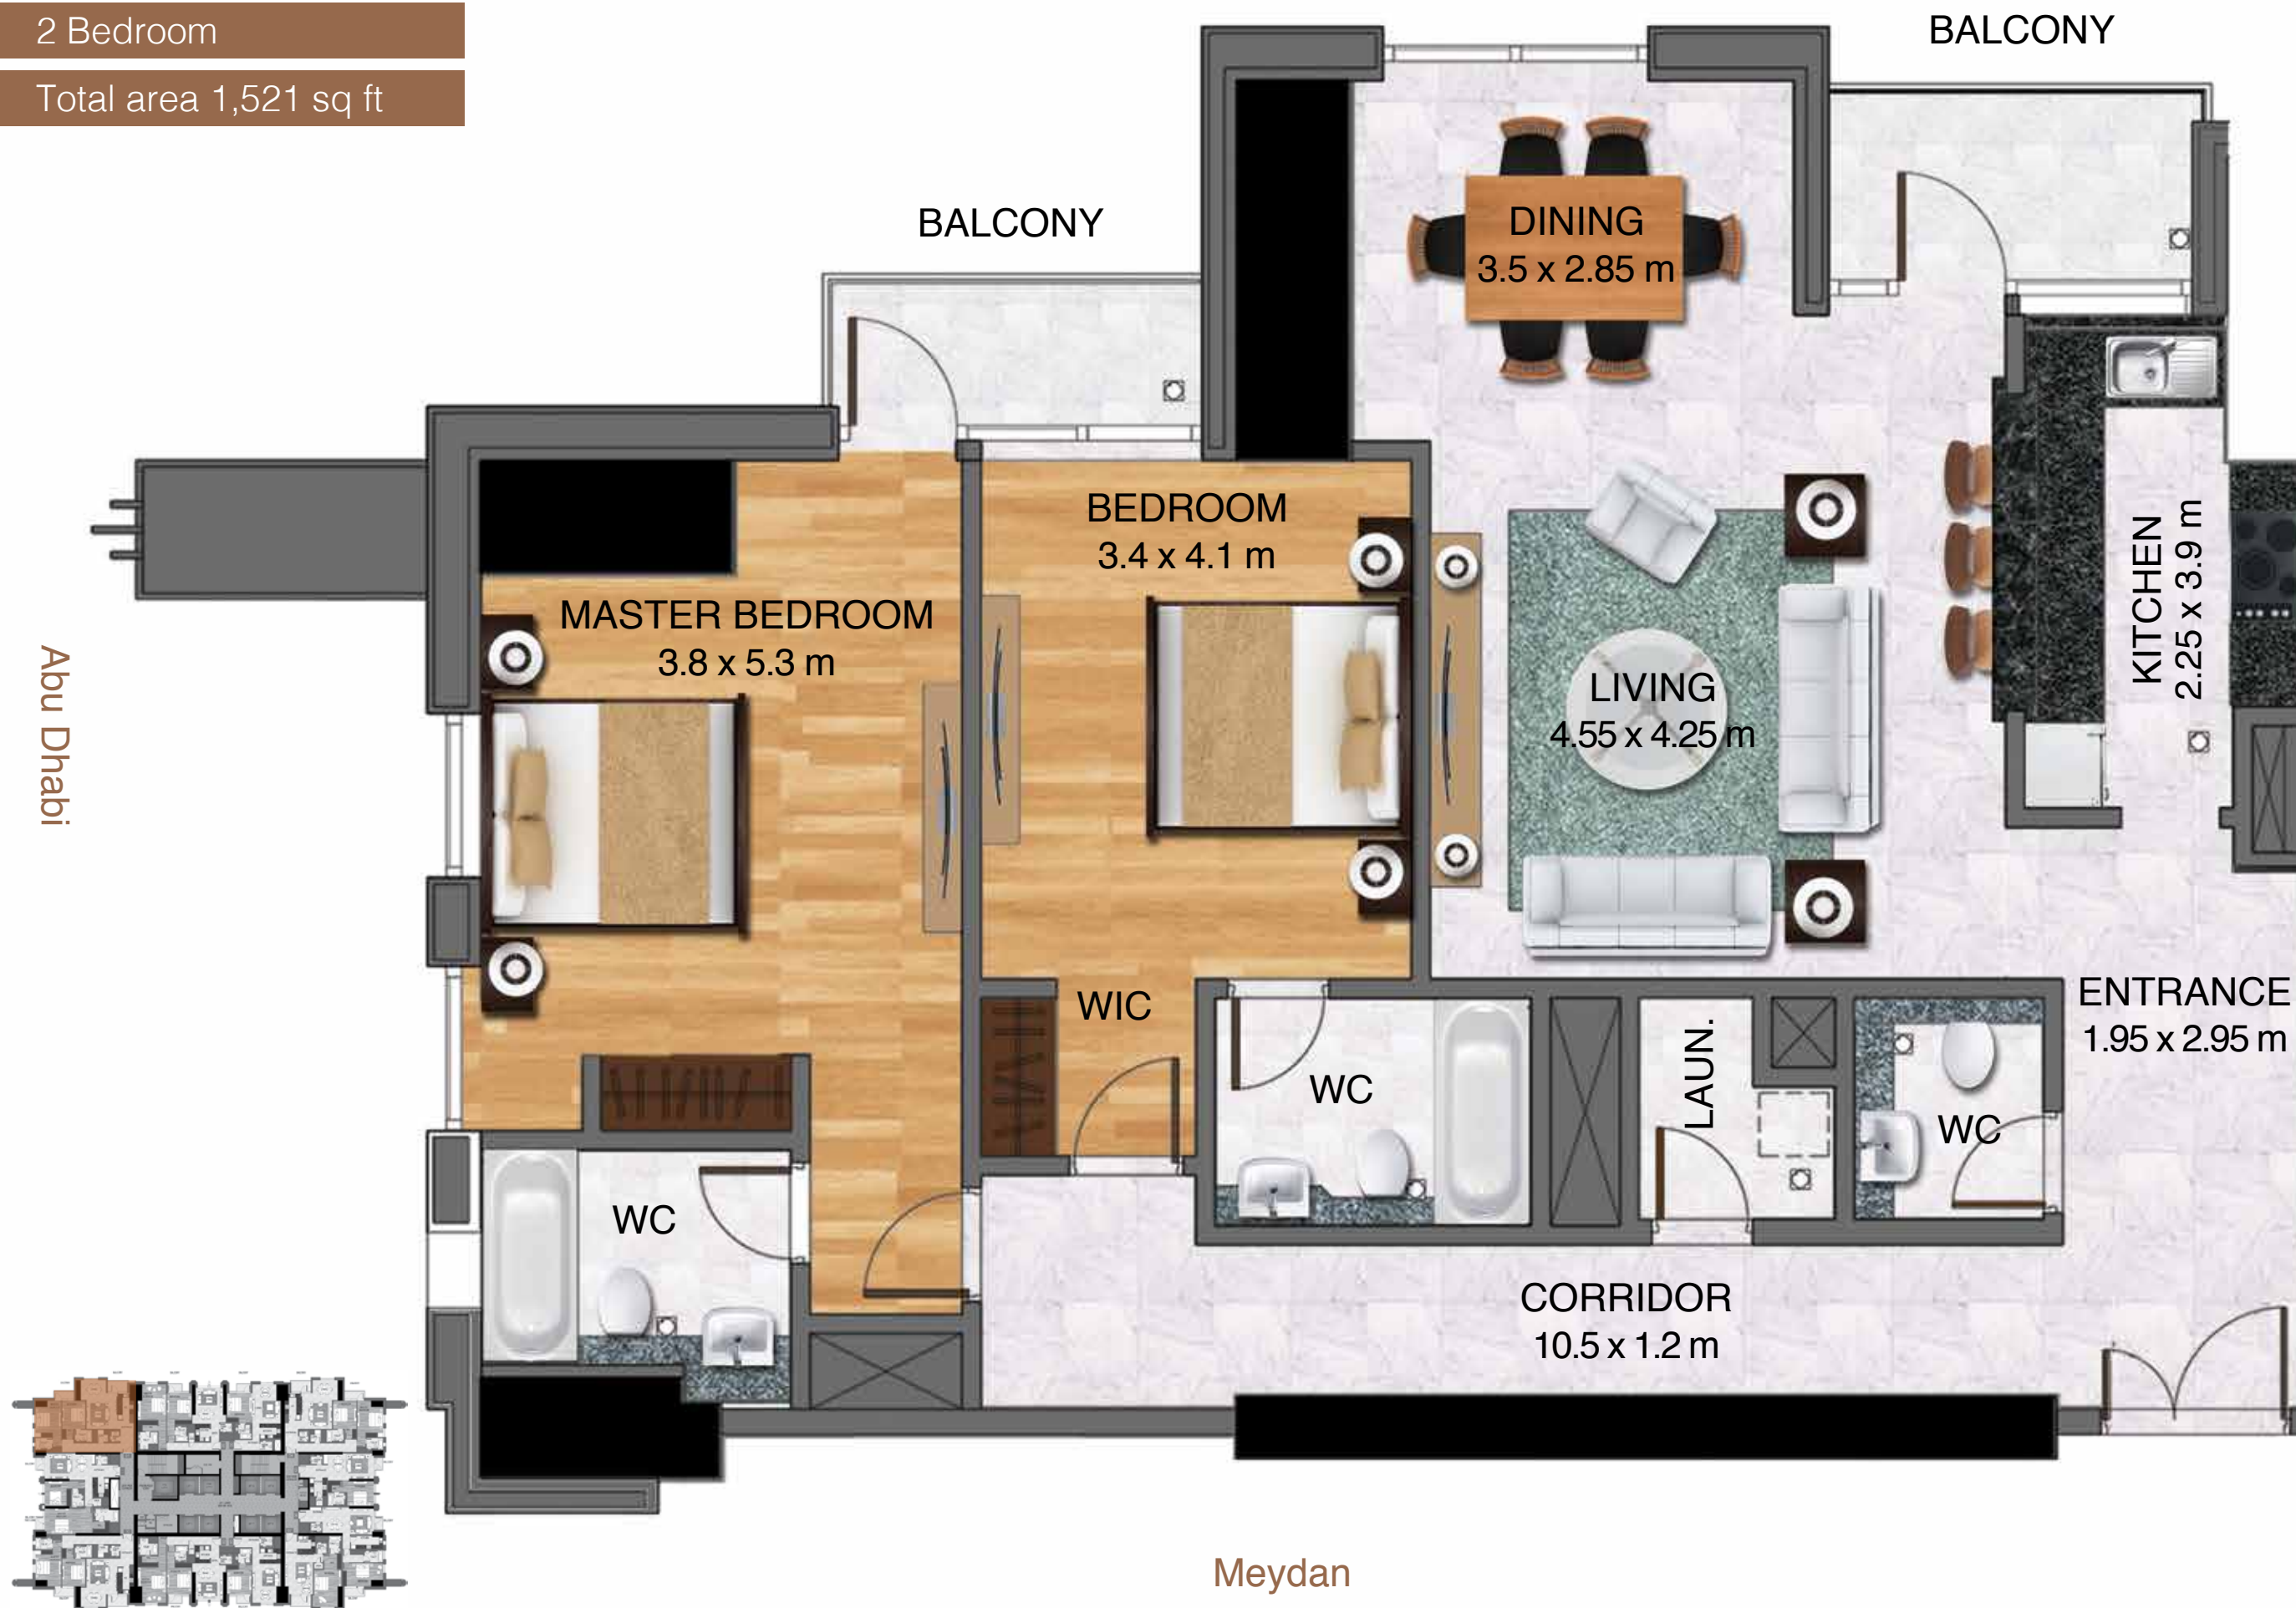 2 Bedroom
Total area 1,521 sq ft
BALCONY
BALCONY
DINING
3.5 x 2.85 m
BEDROOM
3.4 x 4.1 m
MASTER BEDROOM
3.8 x 5.3 m
KITCHEN
2.25 x 3.9 m
LIVING
4.55 x 4.25 m
Abu Dhabi
WIC
ENTRANCE
1.95 x 2.95 m
LAUN.
WC
WC
WC
CORRIDOR
10.5 x 1.2 m
Meydan